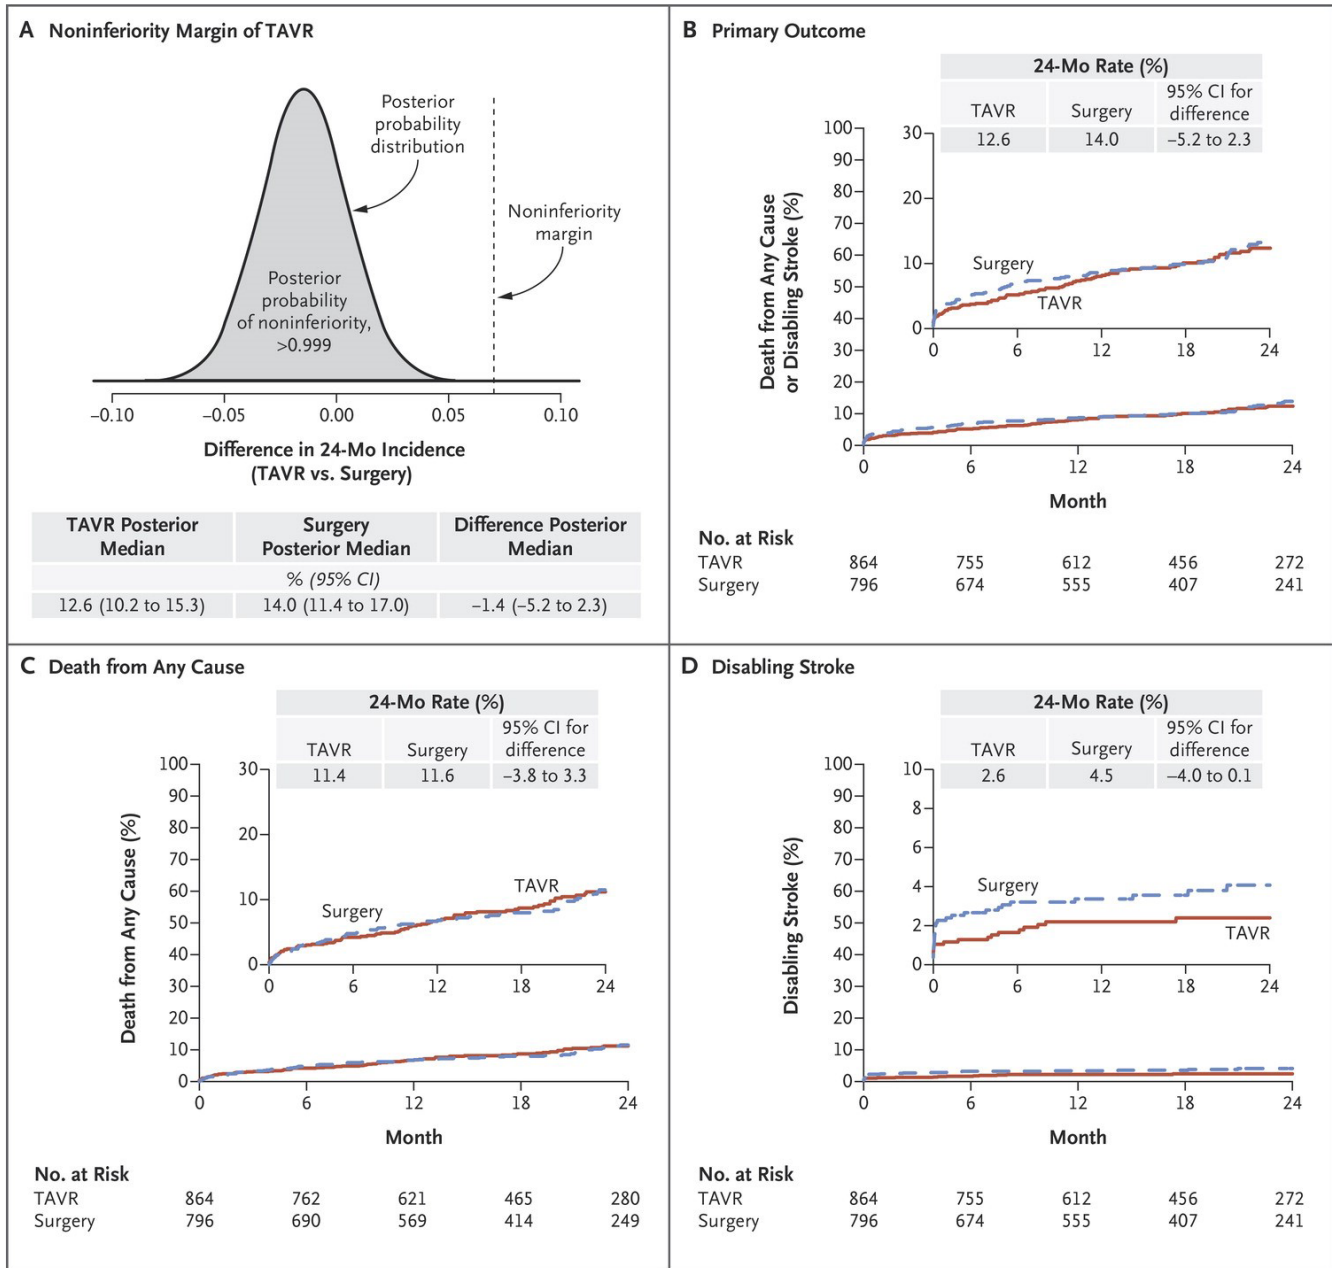 A Noninferiority Margin of TAVR
Posterior
probability
distribution
Noninferiority
margin
Posterior
probability
of noninferiority,
>0.999
−0.10 −0.05 0.00 0.05 0.10
Difference in 24-Mo Incidence
(TAVR vs. Surgery)
TAVR Posterior Median Surgery Posterior Median Difference Posterior Median
% (95% CI)
12.6 (10.2 to 15.3) 14.0 (11.4 to 17.0) −1.4 (−5.2 to 2.3)
B Primary Outcome
24-Mo Rate (%)
TAVR Surgery 95% CI for difference
12.6 14.0 −5.2 to 2.3
Death from Any Cause
or Disabling Stroke (%)
100
90
80
70
60
50
40
30
20
10
0
30
20
10
0
Surgery
TAVR
0 6 12 18 24
0 6 12 18 24
Month
No. at Risk
TAVR 864 755 612 456 272
Surgery 796 674 555 407 241
C Death from Any Cause
24-Mo Rate (%)
TAVR Surgery 95% CI for difference
11.4 11.6 −3.8 to 3.3
Death from Any Cause (%)
100
90
80
70
60
50
40
30
20
10
0
30
20
10
0
TAVR
Surgery
0 6 12 18 24
0 6 12 18 24
Month
No. at Risk
TAVR 864 762 621 465 280
Surgery 796 690 569 414 249
D Disabling Stroke
24-Mo Rate (%)
TAVR Surgery 95% CI for difference
2.6 4.5 −4.0 to 0.1
Disabling Stroke (%)
100
90
80
70
60
50
40
30
20
10
0
10
8
6
4
2
0
Surgery
TAVR
0 6 12 18 24
0 6 12 18 24
Month
No. at Risk
TAVR 864 755 612 456 272
Surgery 796 674 555 407 241